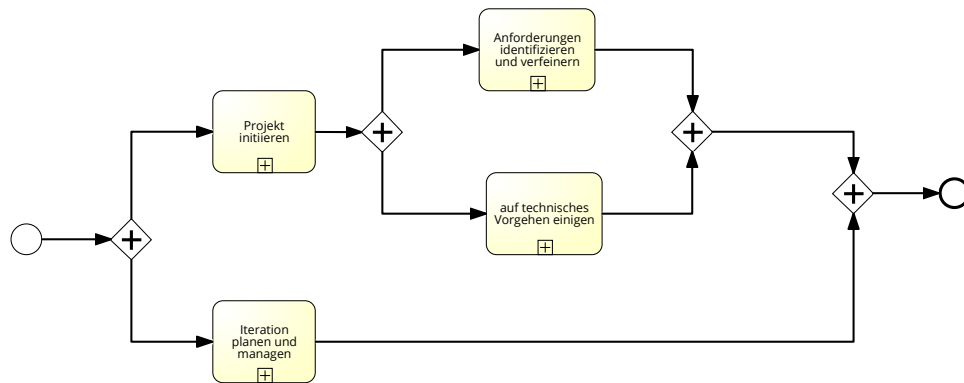 Anforderungen
identifizieren
und verfeinern
Projekt
initiieren
auf technisches
Vorgehen einigen
Iteration
planen und
managen